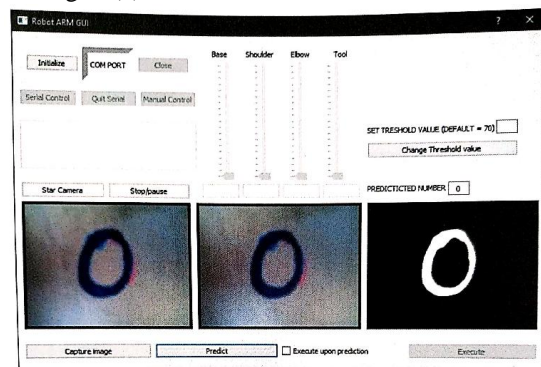 Robot ARM GUI ? ×
Base Shoulder Elbow Tool
Initialize COM PORT Close
Serial Control Quit Serial Manual Control
SET TRESHOLD VALUE (DEFAULT = 70)
Change Threshold value
Star Camera Stop/pause PREDICTICTED NUMBER 0
Capture image Predict Execute upon prediction Execute